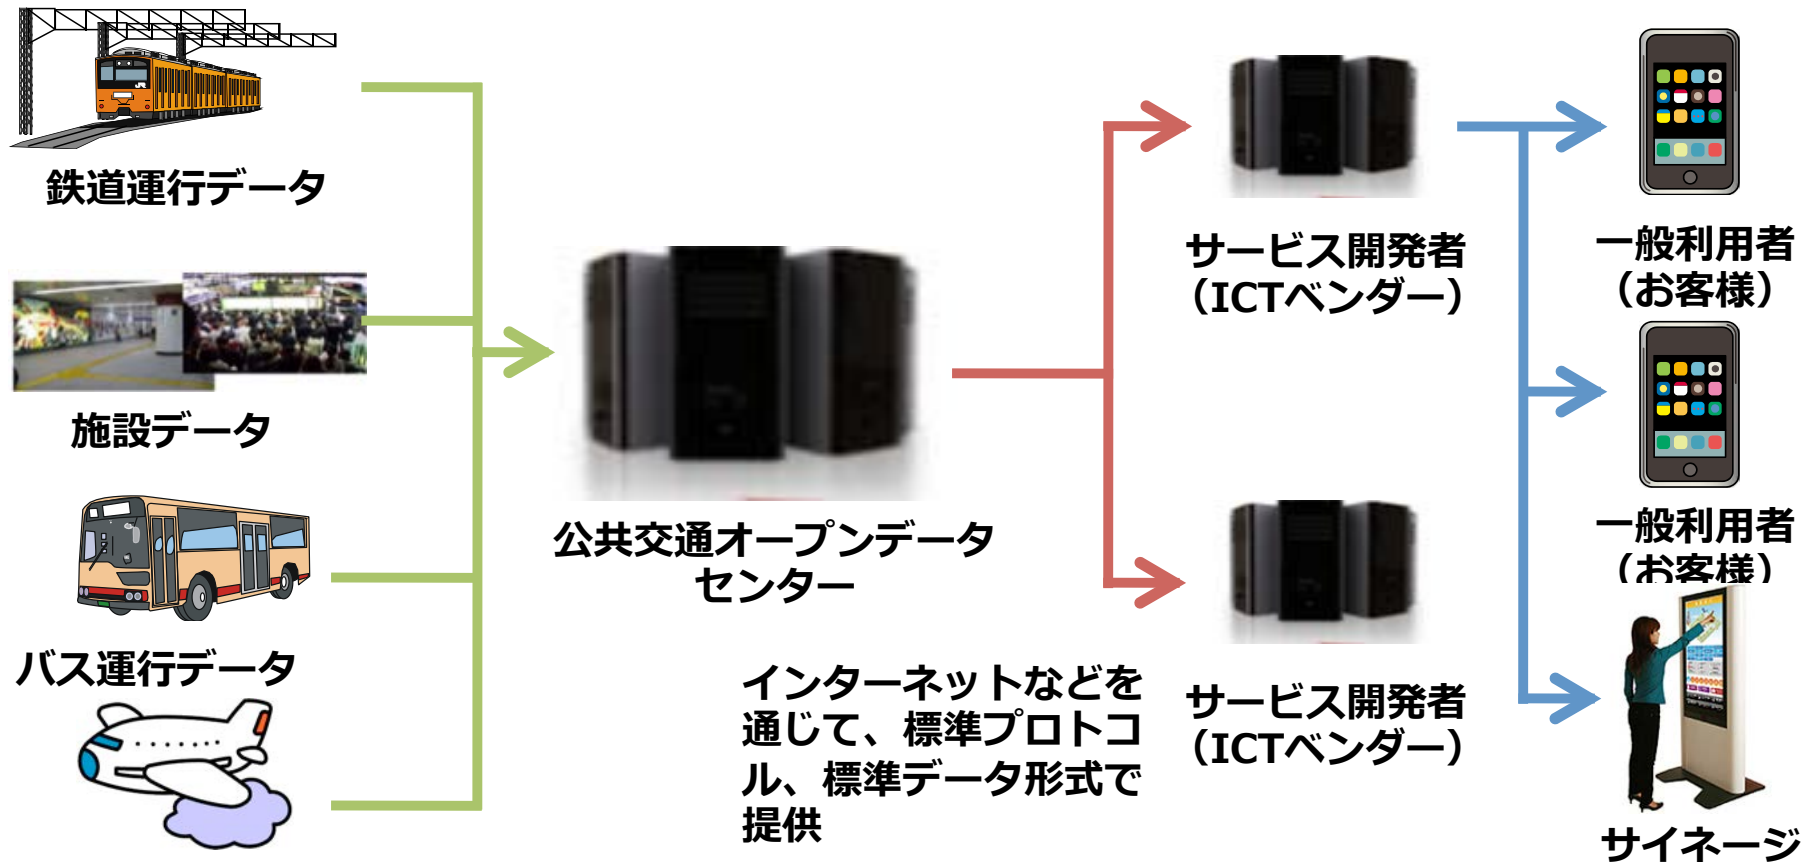 鉄道運行データ
施設データ
バス運行データ
公共交通オープンデータ
センター
インターネットなどを
通じて、標準プロトコ
ル、標準データ形式で
提供
サービス開発者
（ICTベンダー）
サービス開発者
（ICTベンダー）
一般利用者
（お客様）
一般利用者
（お客様）
サイネージ
JR